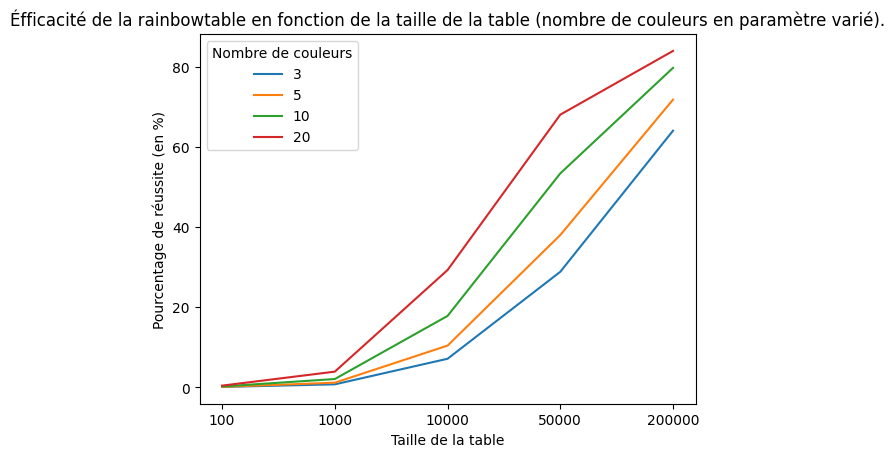 Éfficacité de la rainbowtable en fonction de la taille de la table (nombre de couleurs en paramètre varié).
Nombre de couleurs
3
5
10
20
Pourcentage de réussite (en %)
80
60
40
20
0
100 1000 10000 50000 200000
Taille de la table